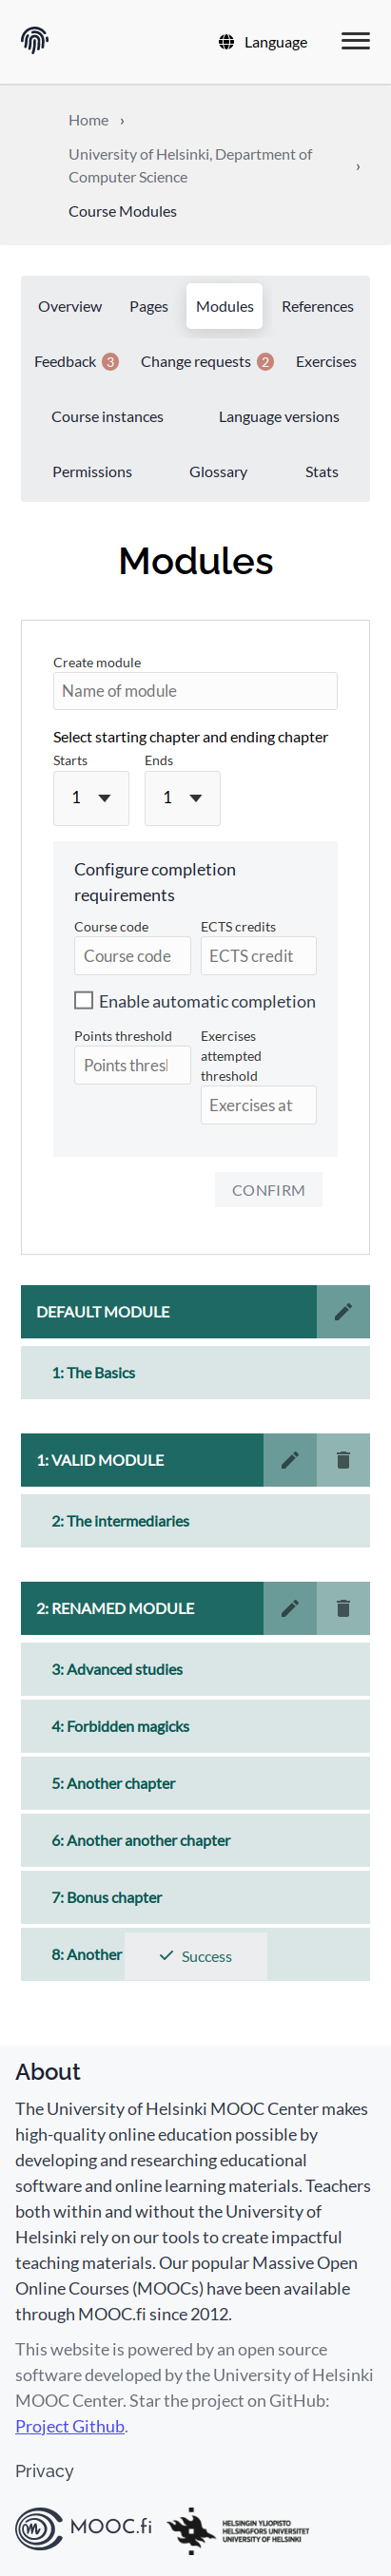 Language
Home ›
University of Helsinki, Department of
Computer Science ›
Course Modules
Overview Pages Modules References
Feedback 3 Change requests 2 Exercises
Course instances Language versions
Permissions Glossary Stats
Modules
Create module
Name of module
Select starting chapter and ending chapter
Starts Ends
1 1
Configure completion
requirements
Course code ECTS credits
Course code ECTS credit
Enable automatic completion
Points threshold Exercises
attempted
threshold
Points thresh
Exercises at
CONFIRM
DEFAULT MODULE
1: The Basics
1: VALID MODULE
2: The intermediaries
2: RENAMED MODULE
3: Advanced studies
4: Forbidden magicks
5: Another chapter
6: Another another chapter
7: Bonus chapter
8: Another
Success
About
The University of Helsinki MOOC Center makes
high-quality online education possible by
developing and researching educational
software and online learning materials. Teachers
both within and without the University of
Helsinki rely on our tools to create impactful
teaching materials. Our popular Massive Open
Online Courses (MOOCs) have been available
through MOOC.fi since 2012.
This website is powered by an open source
software developed by the University of Helsinki
MOOC Center. Star the project on GitHub:
Project Github.
Privacy
MOOC.fi
HELSINGIN YLIOPISTO
HELSINGFORS UNIVERSITET
UNIVERSITY OF HELSINKI